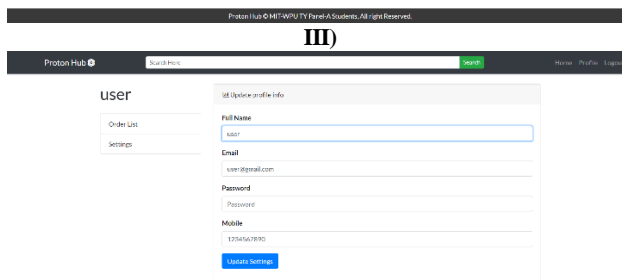 Proton Hub © MIT-WPU TY Panel-A Students, All right Reserved.
III)
Proton Hub
Search Here
Search
Home Profile Logout
user
Update profile info
Order List
Settings
Full Name
user
Email
user@gmail.com
Password
Password
Mobile
1234567890
Update Settings